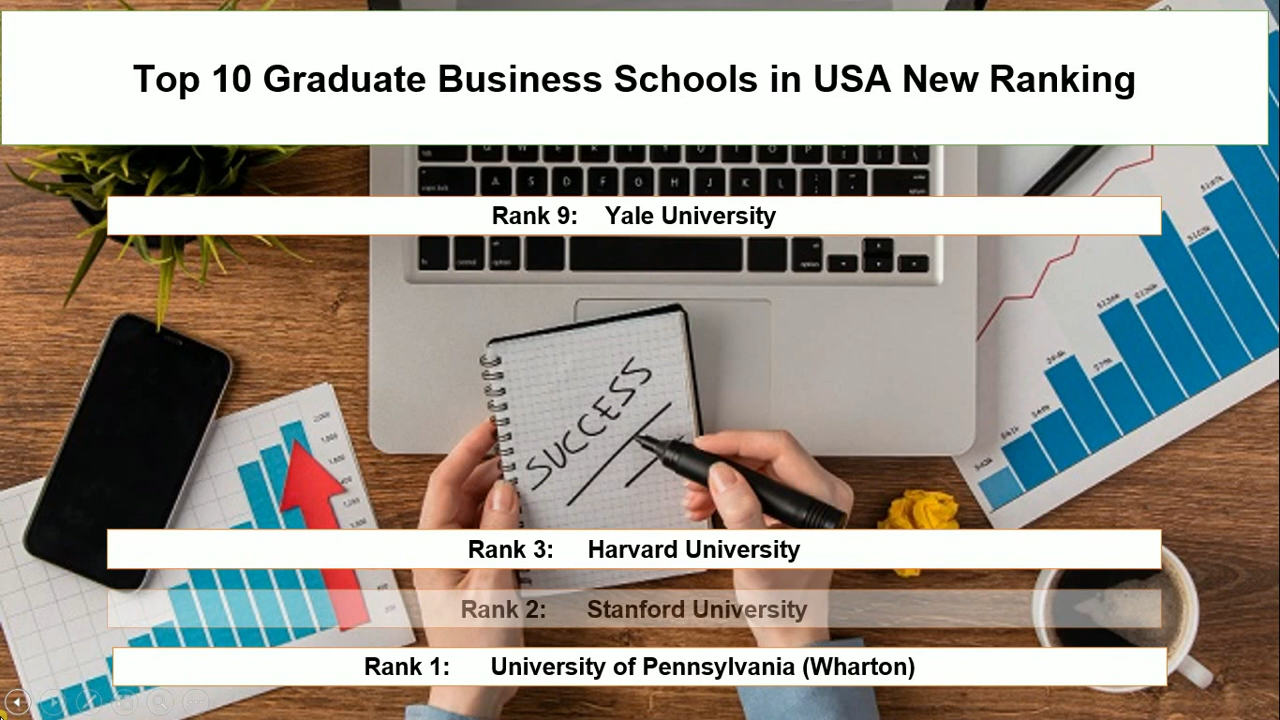 Top 10 Graduate Business Schools in USA New Ranking
Rank 9: Yale University
SUCCESS
Rank 3: Harvard University
Rank 2: Stanford University
Rank 1: University of Pennsylvania (Wharton)